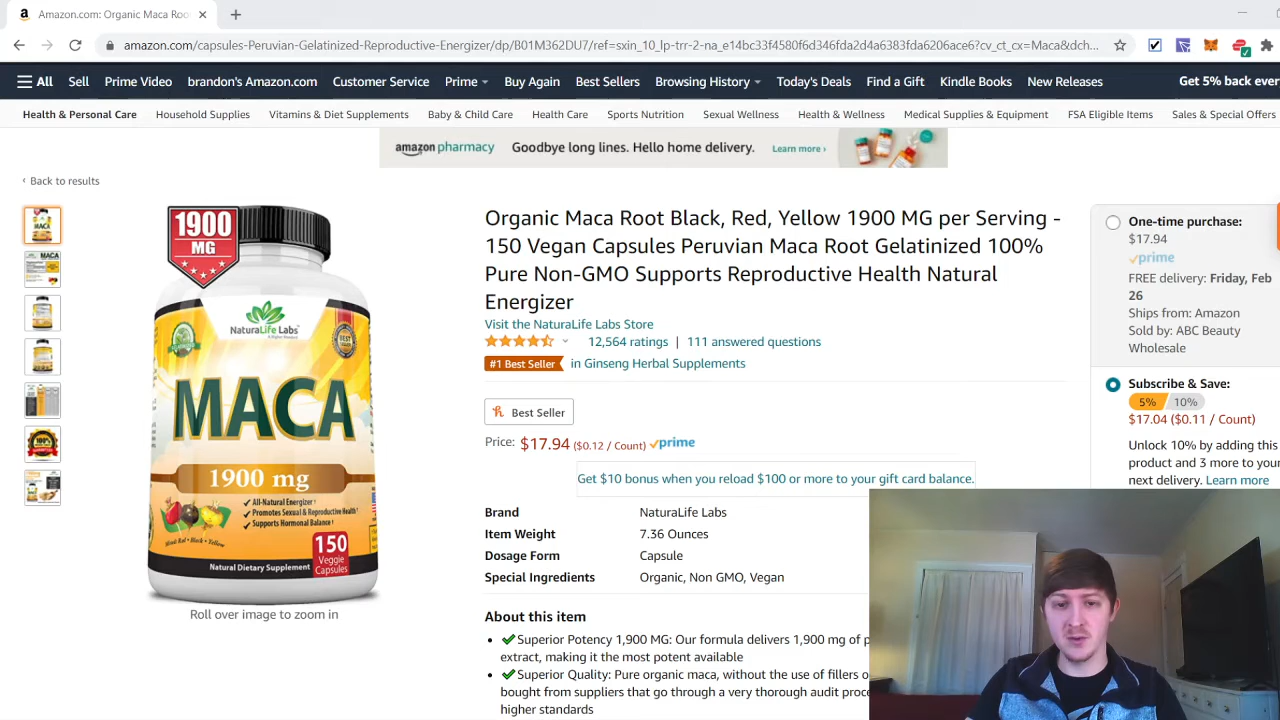 Amazon.com: Organic Maca Roo
amazon.com/capsules-Peruvian-Gelatinized-Reproductive-Energizer/dp/B01M362DU7/ref=sxin_10_lp-trr-2-na_e14bc33f4580f6d346fda2d4a6383fda6206ace6?cv_ct_cx=Maca&dch...
All Sell Prime Video brandon's Amazon.com Customer Service Prime Buy Again Best Sellers Browsing History Today's Deals Find a Gift Kindle Books New Releases Get 5% back ever
Health & Personal Care Household Supplies Vitamins & Diet Supplements Baby & Child Care Health Care Sports Nutrition Sexual Wellness Health & Wellness Medical Supplies & Equipment FSA Eligible Items Sales & Special Offers
amazon pharmacy Goodbye long lines. Hello home delivery. Learn more ›
‹ Back to results
1900
MG
NaturaLife Labs™
MACA
1900 mg
✓ All-Natural Energizer
✓ Promotes Sexual & Reproductive Health
✓ Supports Hormonal Balance
150
Veggie
Capsules
Natural Dietary Supplement
Roll over image to zoom in
Organic Maca Root Black, Red, Yellow 1900 MG per Serving -
150 Vegan Capsules Peruvian Maca Root Gelatinized 100%
Pure Non-GMO Supports Reproductive Health Natural
Energizer
Visit the NaturaLife Labs Store
12,564 ratings | 111 answered questions
#1 Best Seller in Ginseng Herbal Supplements
Best Seller
Price: $17.94 ($0.12 / Count) prime
Get $10 bonus when you reload $100 or more to your gift card balance.
Brand NaturaLife Labs
Item Weight 7.36 Ounces
Dosage Form Capsule
Special Ingredients Organic, Non GMO, Vegan
About this item
• ✔Superior Potency 1,900 MG: Our formula delivers 1,900 mg of p
extract, making it the most potent available
• ✔Superior Quality: Pure organic maca, without the use of fillers o
bought from suppliers that go through a very thorough audit proce
higher standards
One-time purchase:
$17.94
prime
FREE delivery: Friday, Feb
26
Ships from: Amazon
Sold by: ABC Beauty
Wholesale
Subscribe & Save:
5% 10%
$17.04 ($0.11 / Count)
Unlock 10% by adding this
product and 3 more to your
next delivery. Learn more